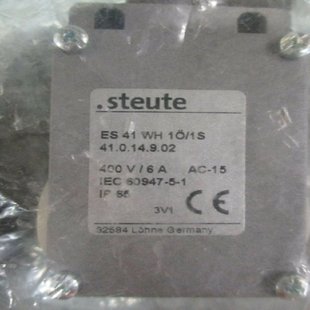 .steute
ES 41 WH 1Ö/1S
41.0.14.9.02
400 V / 6 A AC-15
IEC 60947-5-1
IP 65
3V1 CE
32584 Löhne Germany